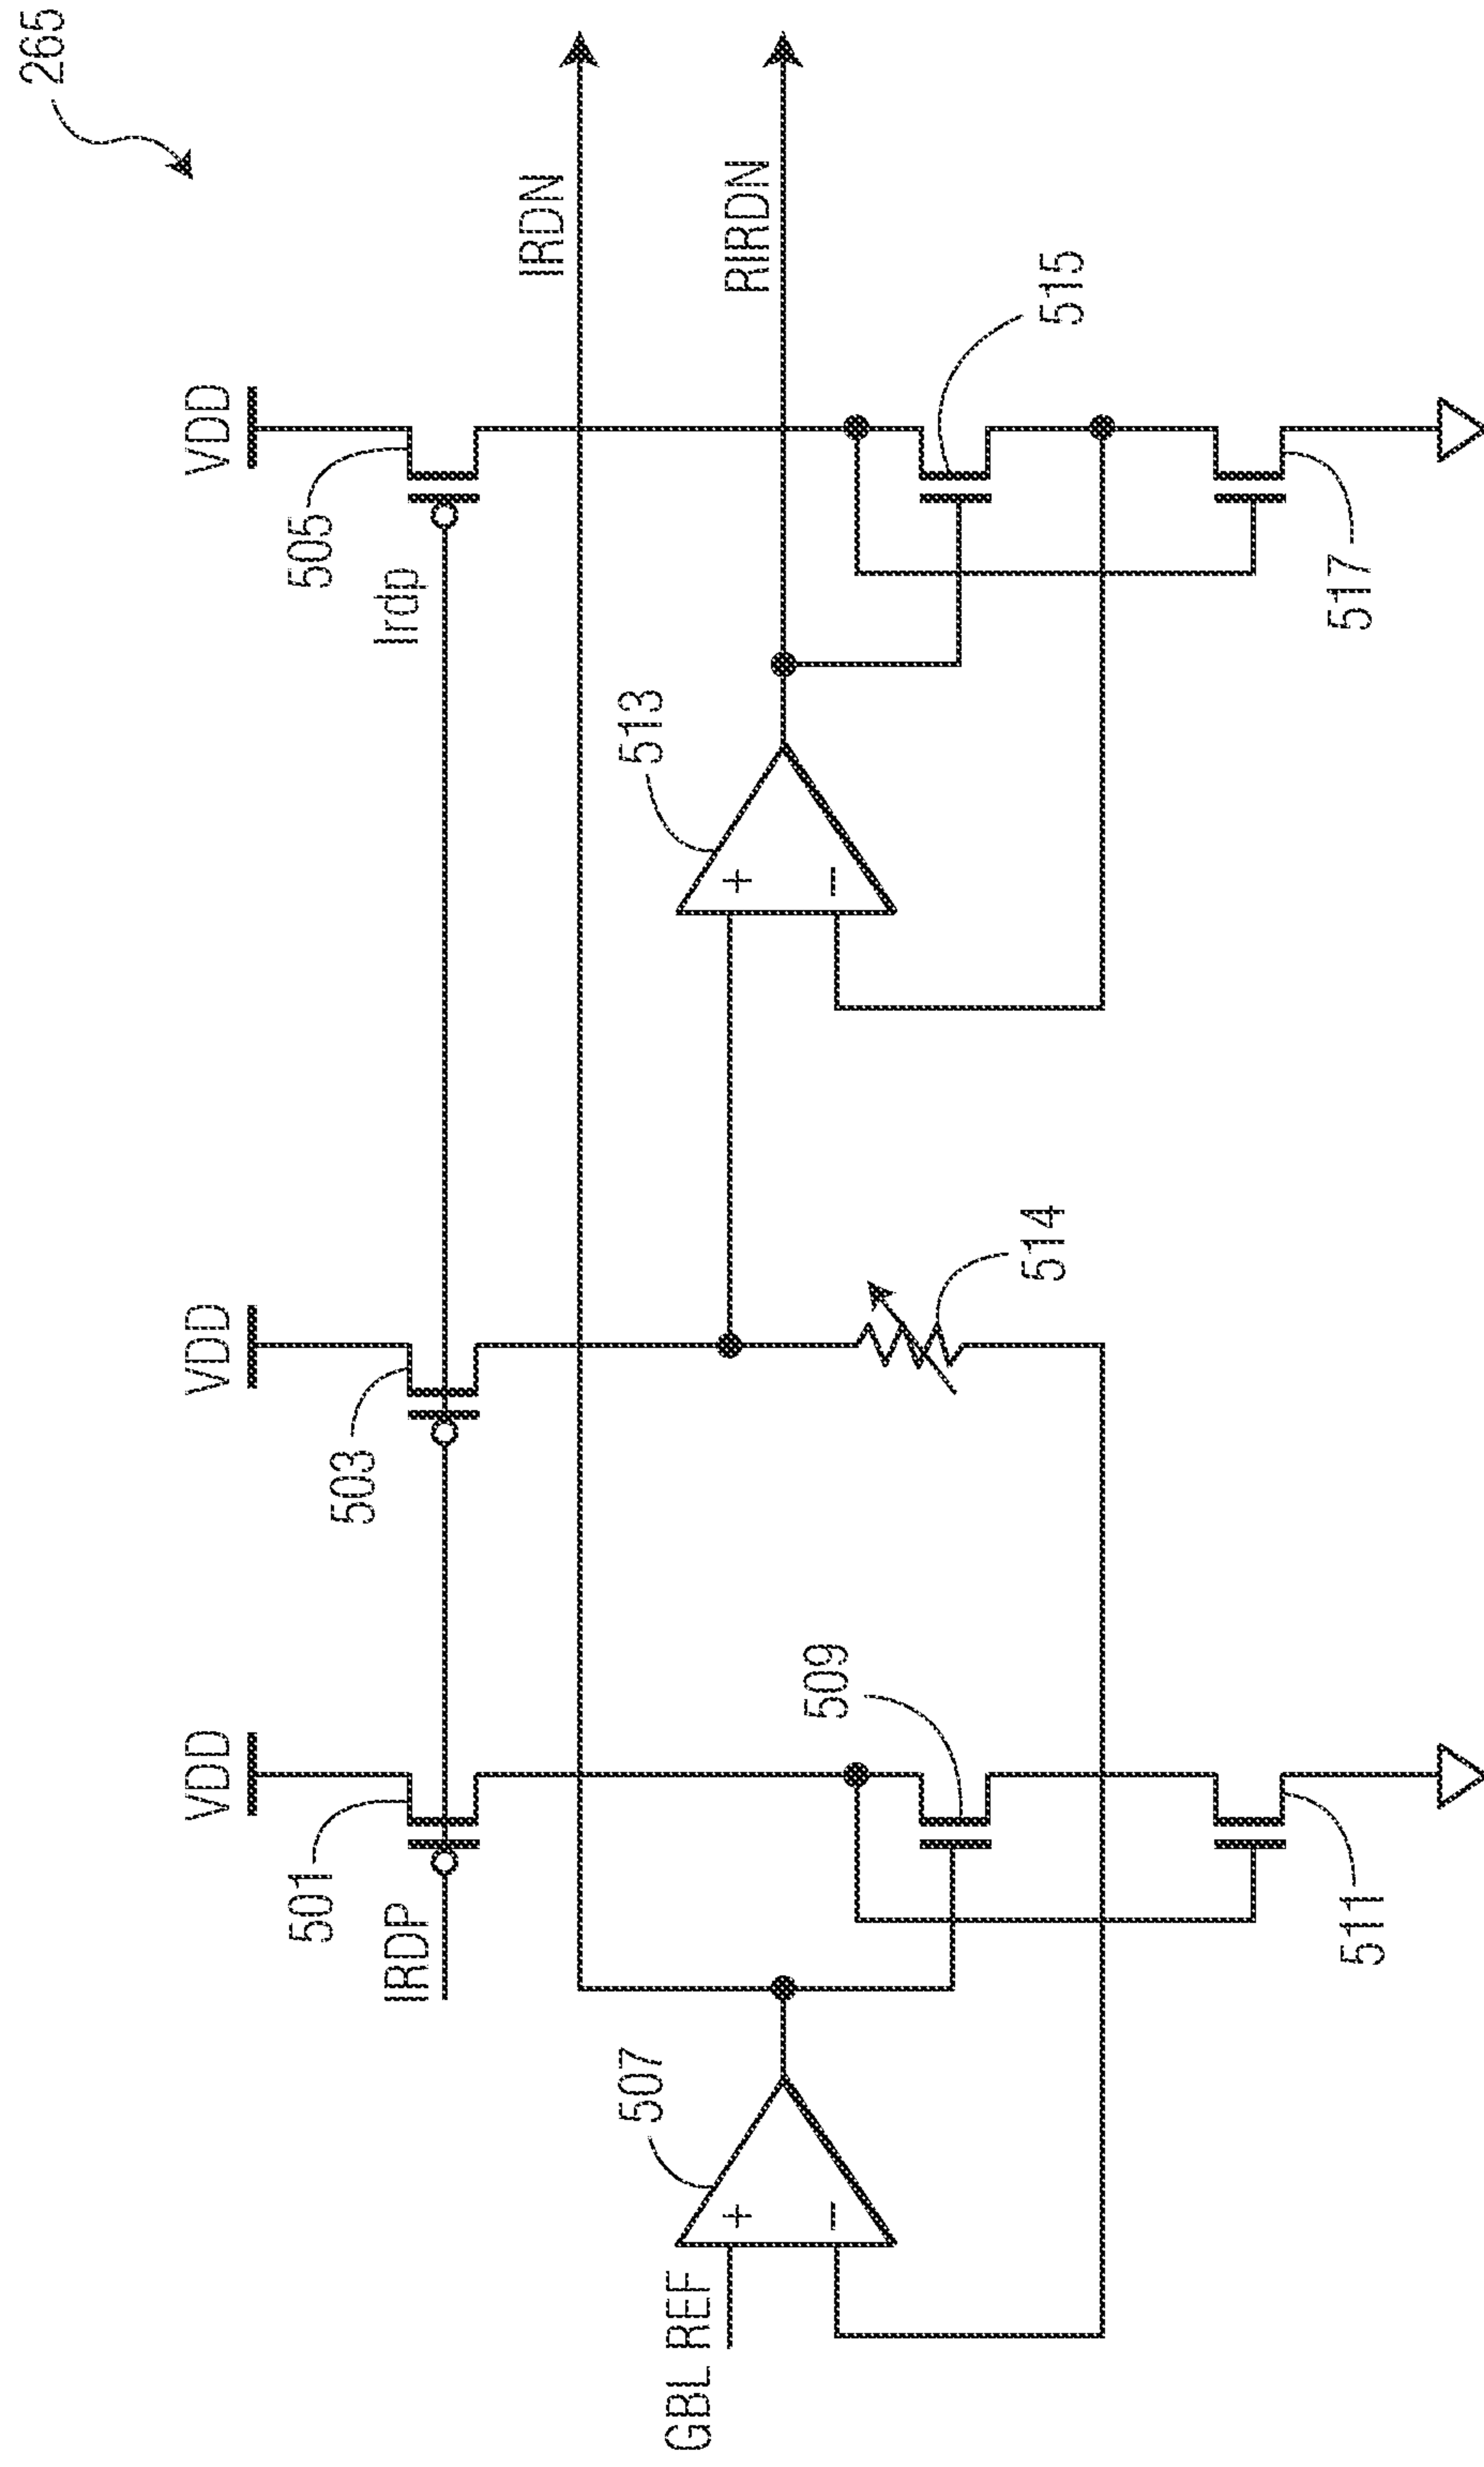 265
VDD
VDD
VDD
501
503
505
IRDP
Irdp
IRDN
507
513
GBL REF
+
−
+
−
RIRDN
509
514
515
511
517